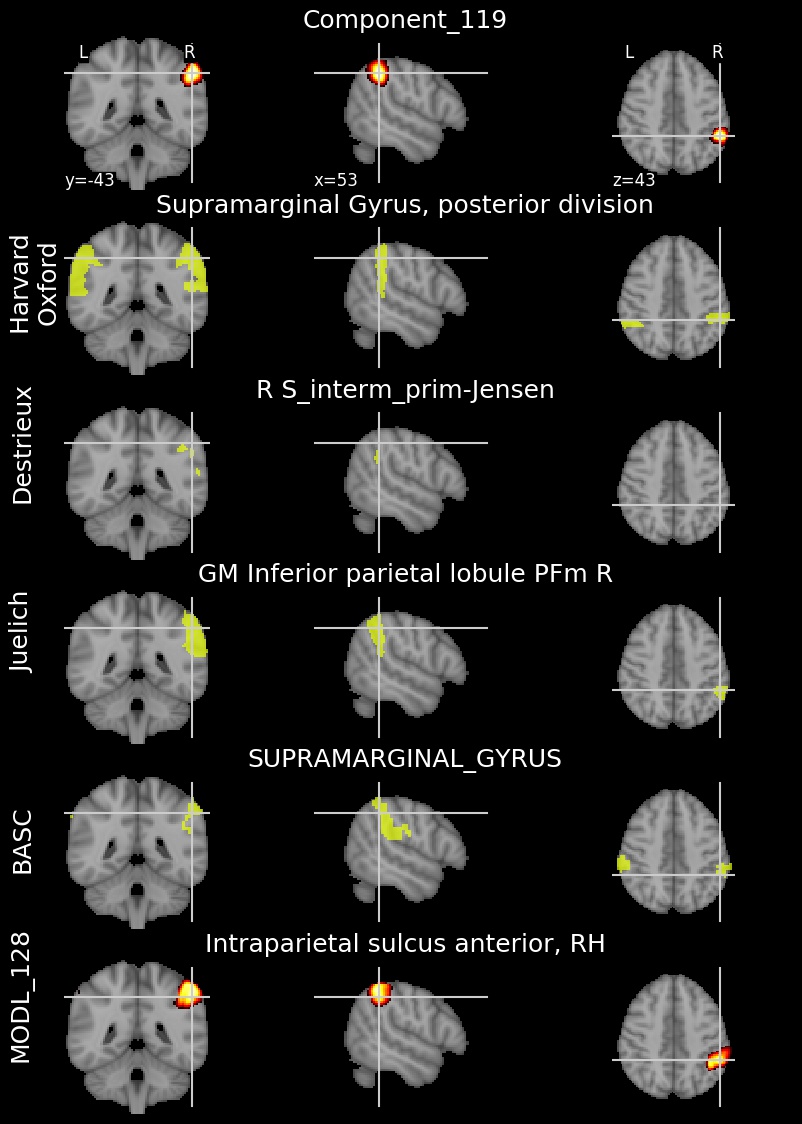 Component_119
L R
L R
y=-43
x=53
z=43
Supramarginal Gyrus, posterior division
Harvard
Oxford
R S_interm_prim-Jensen
Destrieux
GM Inferior parietal lobule PFm R
Juelich
SUPRAMARGINAL_GYRUS
BASC
Intraparietal sulcus anterior, RH
MODL_128